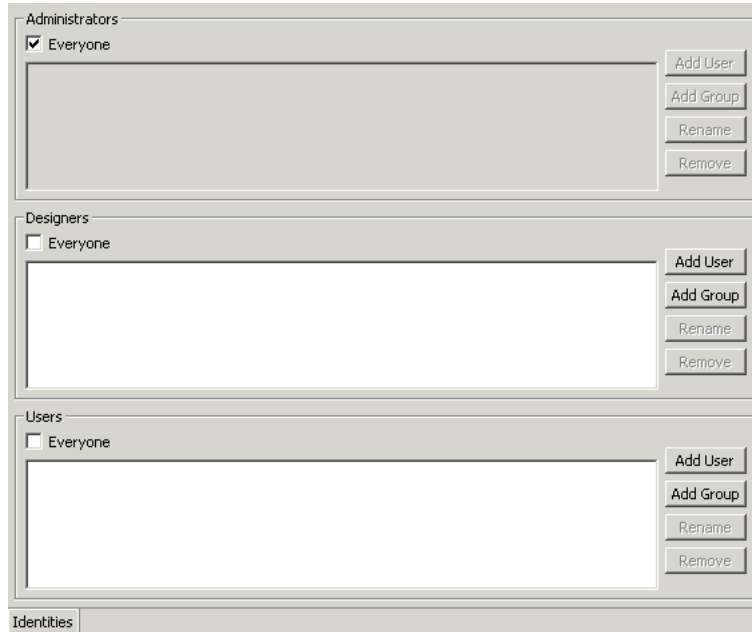 Administrators
Everyone
Add User
Add Group
Rename
Remove
Designers
Everyone
Add User
Add Group
Rename
Remove
Users
Everyone
Add User
Add Group
Rename
Remove
Identities